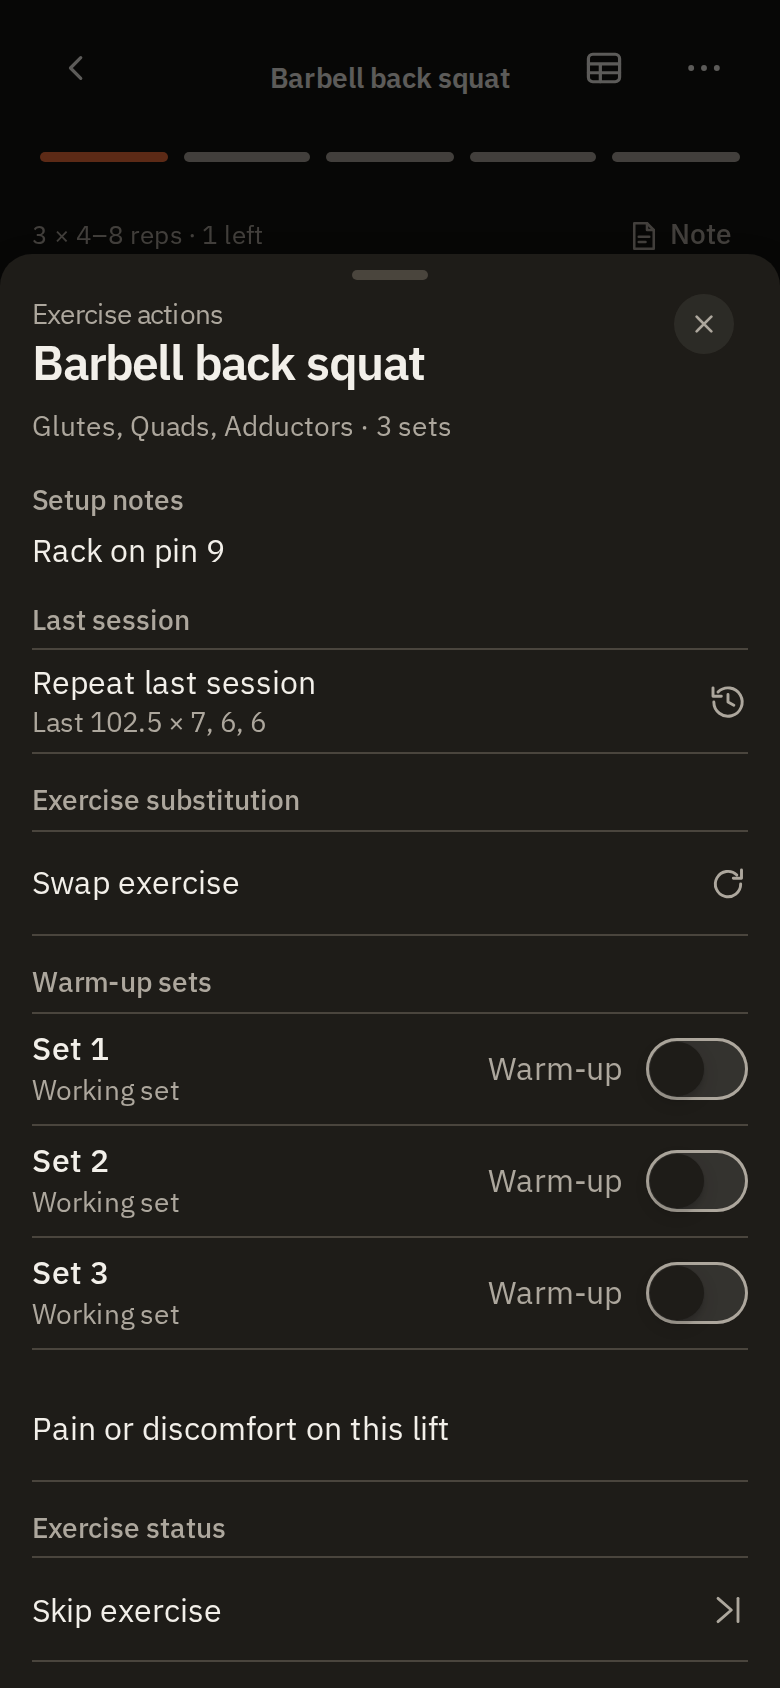 Barbell back squat
3 × 4–8 reps · 1 left
Note
Exercise actions
Barbell back squat
Glutes, Quads, Adductors · 3 sets
Setup notes
Rack on pin 9
Last session
Repeat last session
Last 102.5 × 7, 6, 6
Exercise substitution
Swap exercise
Warm-up sets
Set 1
Working set
Warm-up
Set 2
Working set
Warm-up
Set 3
Working set
Warm-up
Pain or discomfort on this lift
Exercise status
Skip exercise